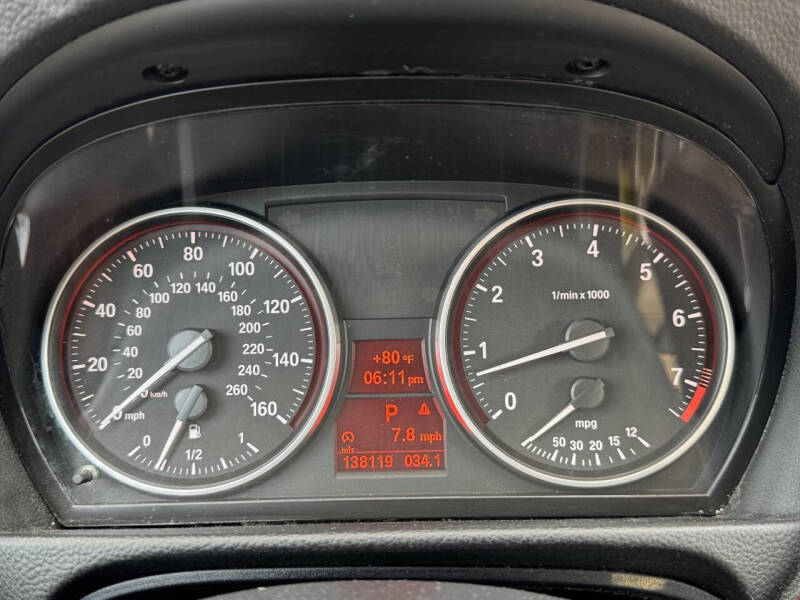 80
60 100
120 140
40 100 160 120
80 180
60 200
20 40 220 140
20 240
0 km/h 260
0 mph 160
0 1
1/2
+80 °F
06:11 pm
P
7.8 mph
mls
138119 034.1
4
3 5
2 1/min x 1000 6
1
0 7
mpg
50 30 20 15 12